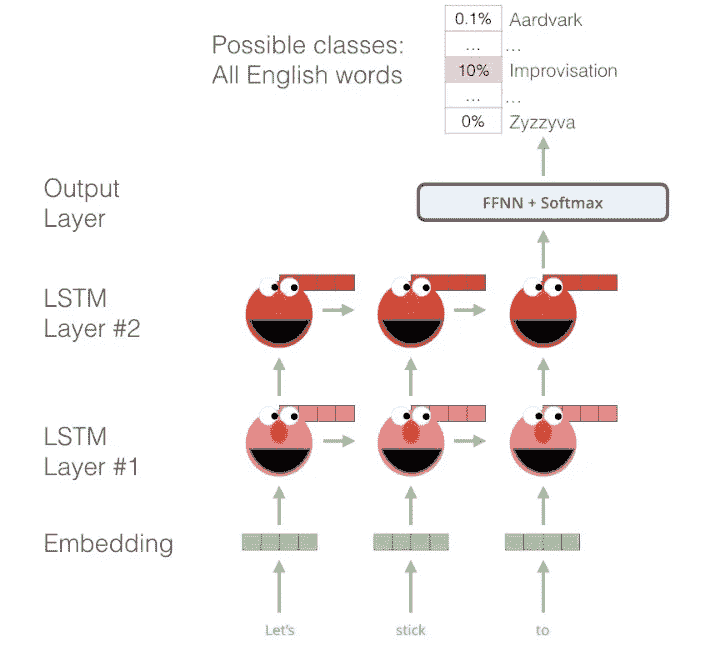 Possible classes:
All English words
0.1% Aardvark
... ...
10% Improvisation
... ...
0% Zyzzyva
Output
Layer
FFNN + Softmax
LSTM
Layer #2
LSTM
Layer #1
Embedding
Let's stick to